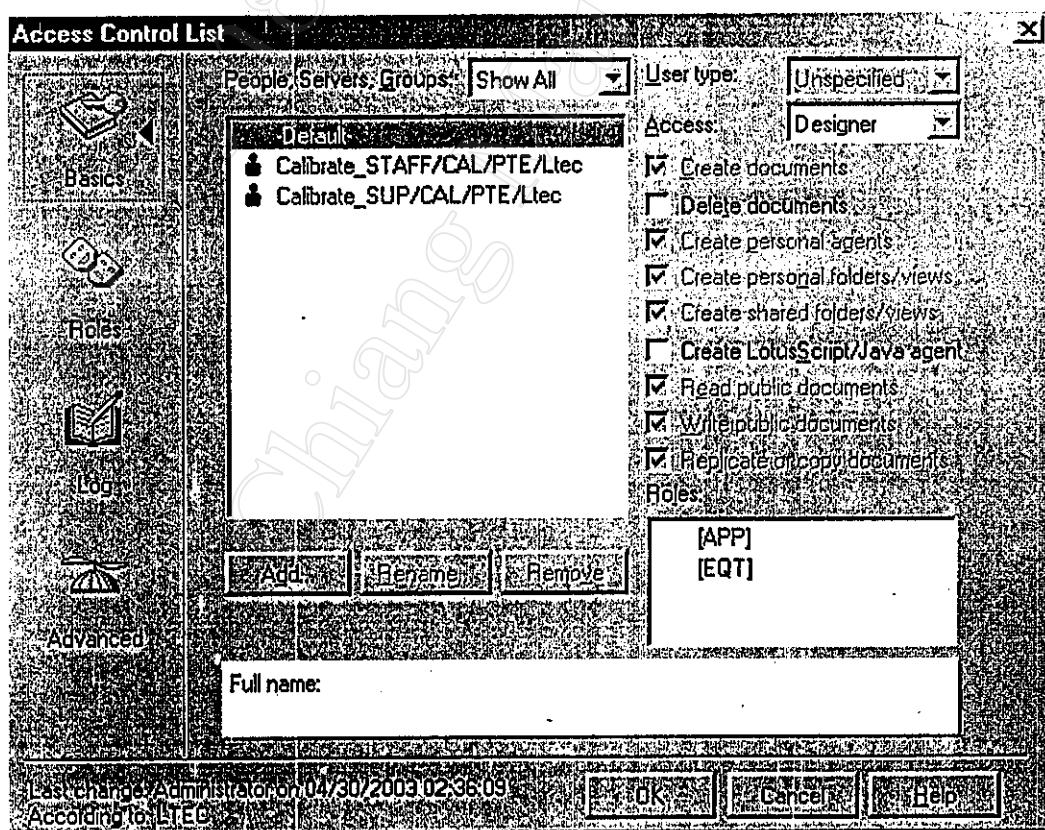 Access Control List
Basics
Roles
Log
Advanced
People, Servers, Groups: Show All
Default
Calibrate_STAFF/CAL/PTE/Ltec
Calibrate_SUP/CAL/PTE/Ltec
Add...
Rename...
Remove
Full name:
User type: Unspecified
Access: Designer
Create documents
Delete documents
Create personal agents
Create personal folders/views
Create shared folders/views
Create LotusScript/Java agent
Read public documents
Write public documents
Replicate or copy documents
Roles:
[APP]
[EQT]
Last change: Administrator on 04/30/2003 02:36:09
According to: LTEC
OK
Cancel
Help
Chiang